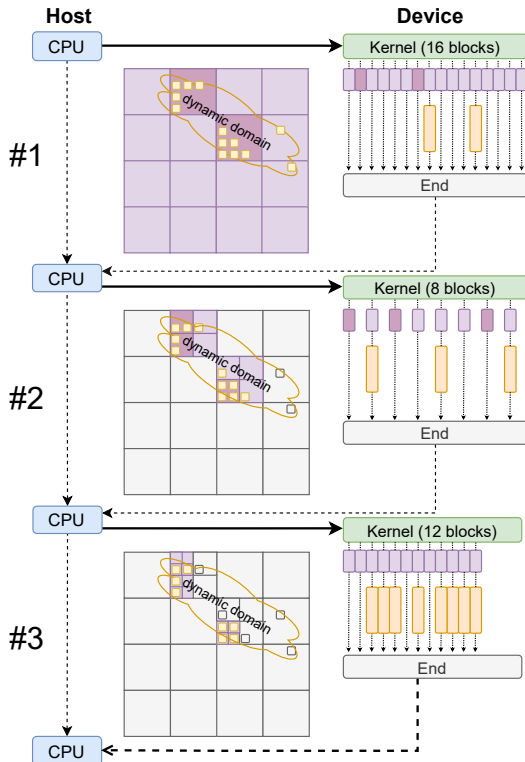 Host
Device
CPU
Kernel (16 blocks)
dynamic domain
#1
End
CPU
Kernel (8 blocks)
dynamic domain
#2
End
CPU
Kernel (12 blocks)
dynamic domain
#3
End
CPU